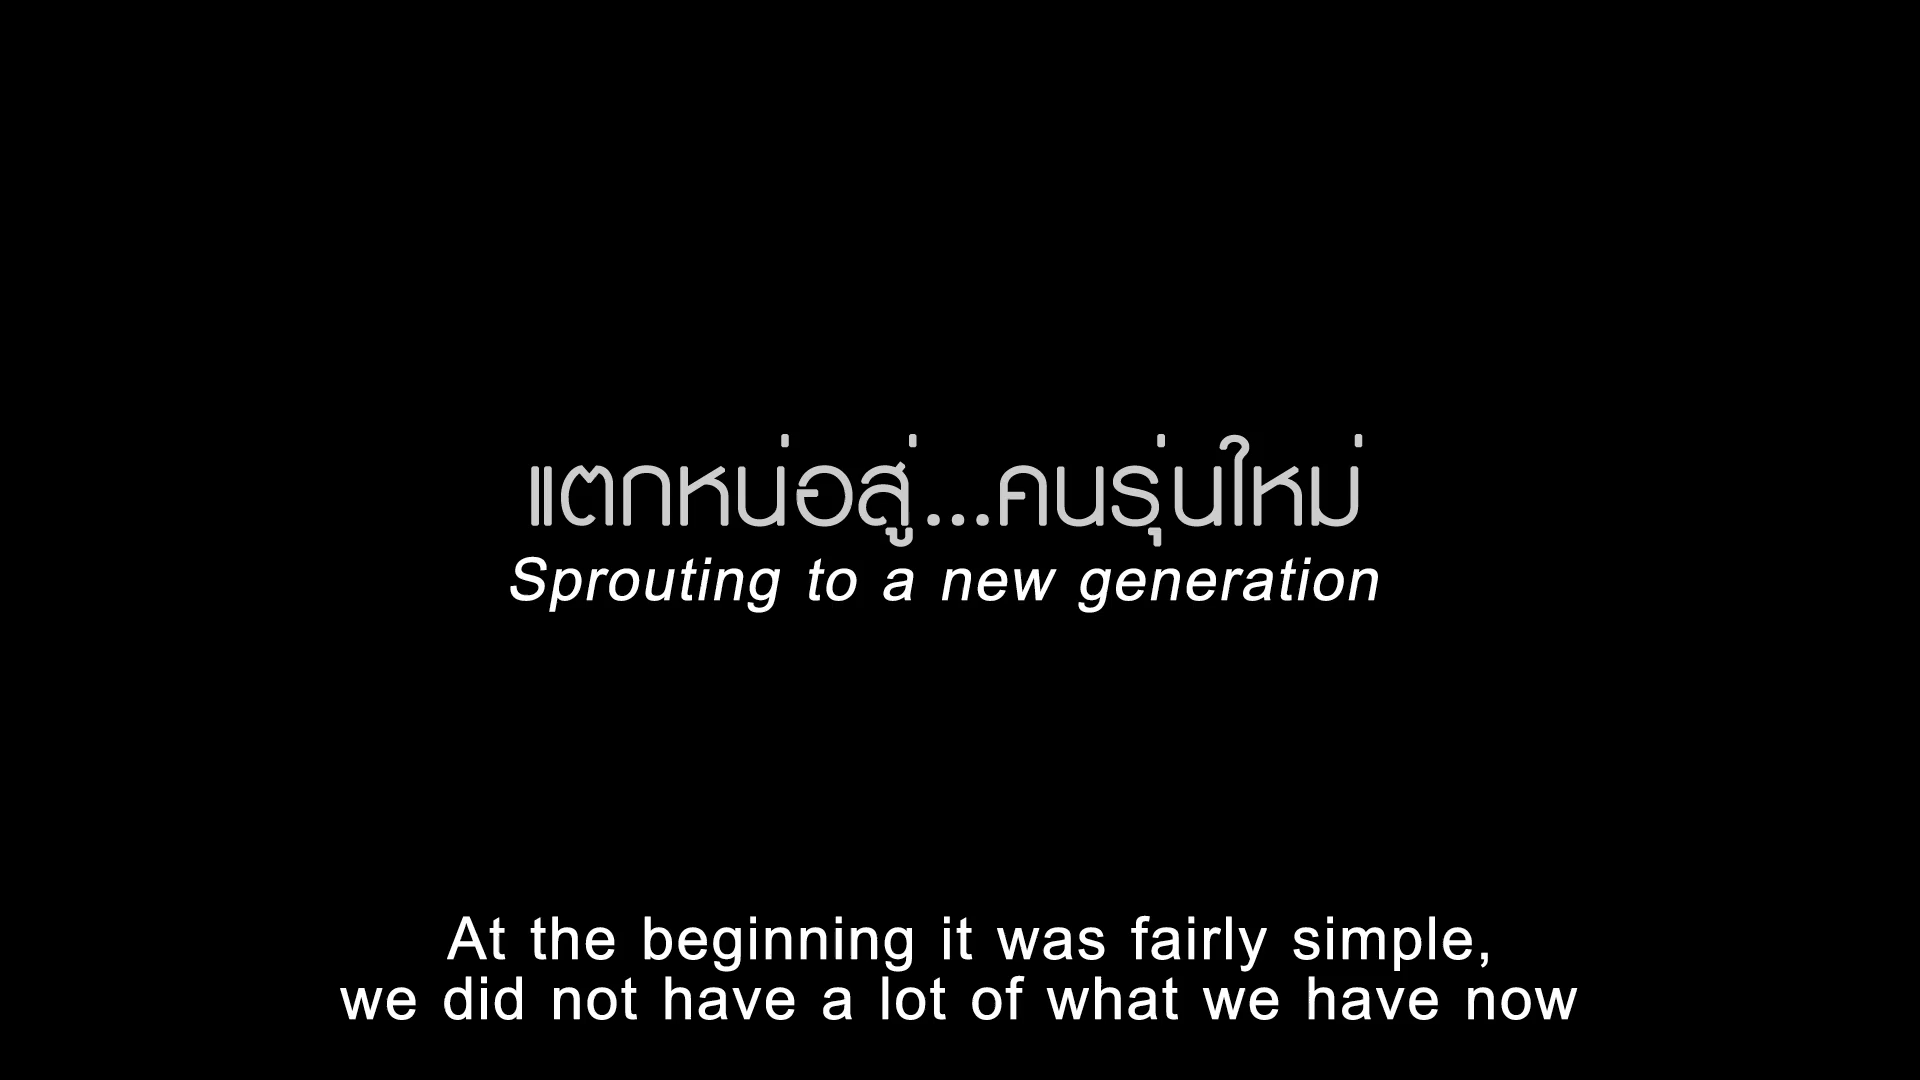 แตกหน่อสู่...คนรุ่นใหม่
Sprouting to a new generation
At the beginning it was fairly simple,
we did not have a lot of what we have now